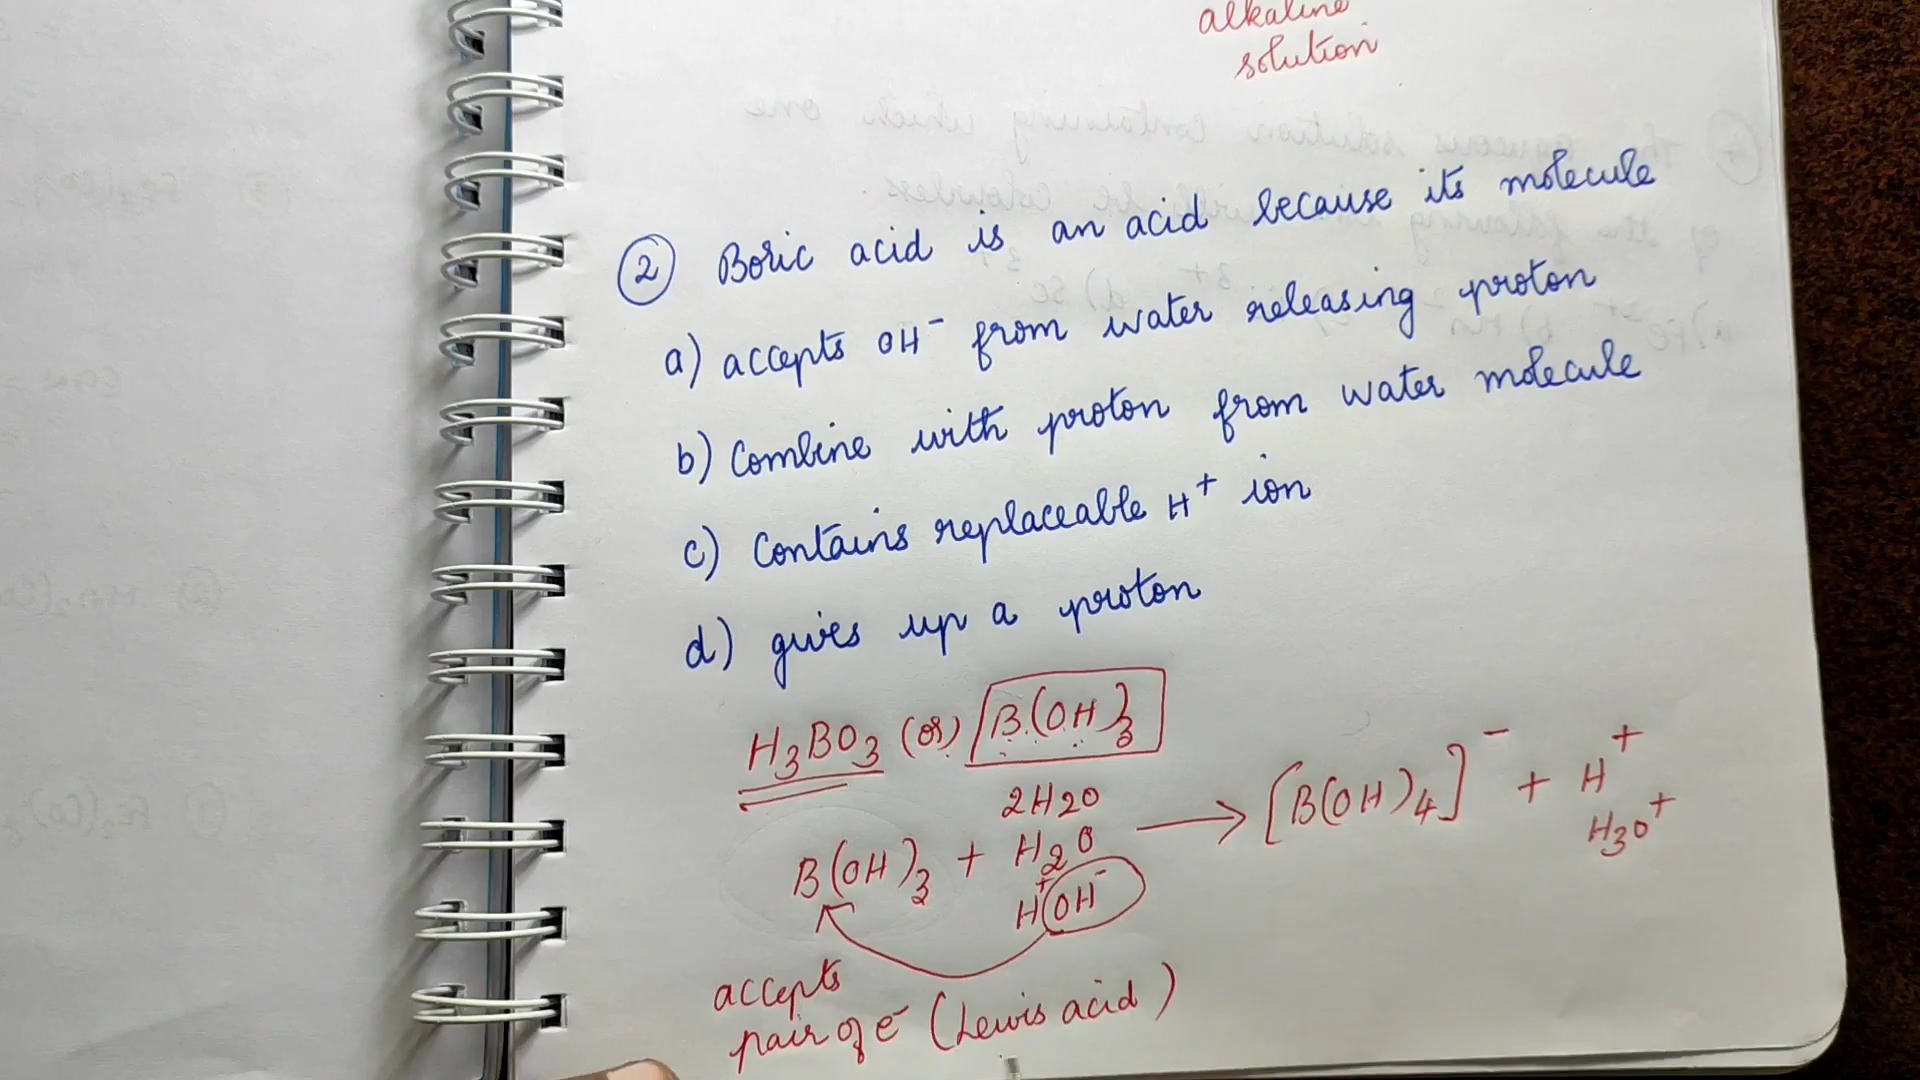 alkaline
solution
② Boric acid is an acid because its molecule
a) accepts OH⁻ from water releasing proton
b) Combine with proton from water molecule
c) Contains replaceable H⁺ ion
d) gives up a proton
H₃BO₃ (or) B(OH)₃
2H2O
B(OH)₃ + H₂O → [B(OH)₄]⁻ + H⁺
H₃O⁺
H⁺ OH⁻
accepts
pair of e⁻ (Lewis acid)